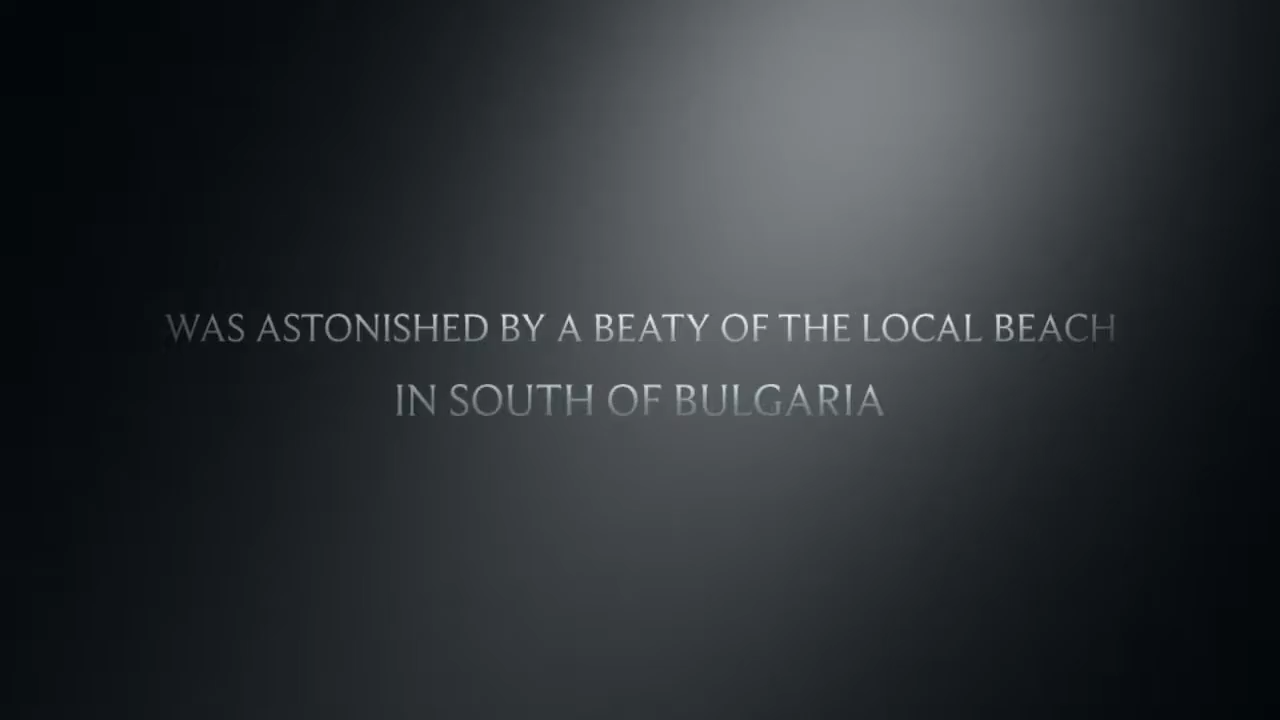 WAS ASTONISHED BY A BEATY OF THE LOCAL BEACH
IN SOUTH OF BULGARIA